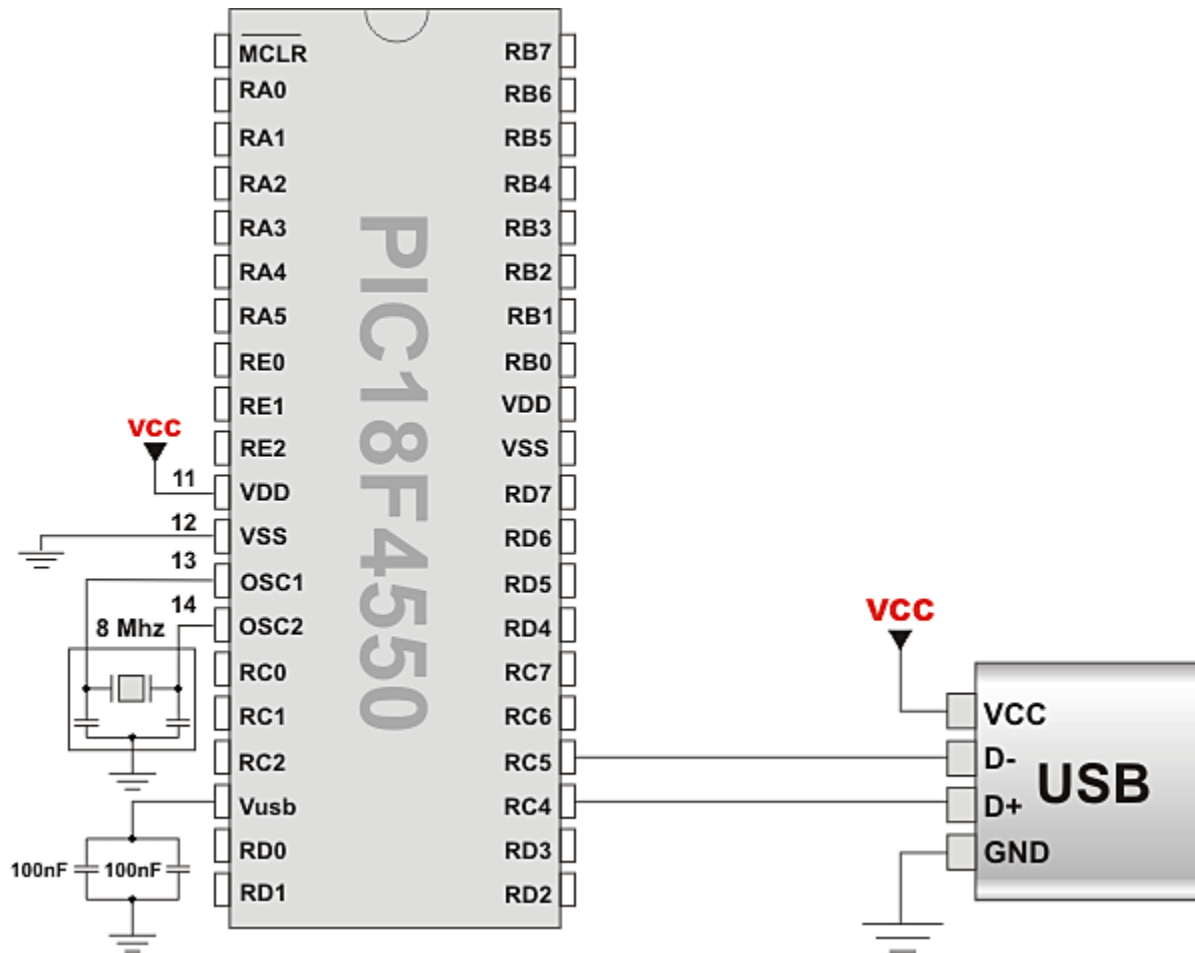 MCLR
RA0
RA1
RA2
RA3
RA4
RA5
RE0
RE1
RE2
VDD
VSS
OSC1
OSC2
RC0
RC1
RC2
Vusb
RD0
RD1
PIC18F4550
RB7
RB6
RB5
RB4
RB3
RB2
RB1
RB0
VDD
VSS
RD7
RD6
RD5
RD4
RC7
RC6
RC5
RC4
RD3
RD2
vcc
11
12
13
14
8 Mhz
100nF
100nF
vcc
VCC
D-
D+
GND
USB